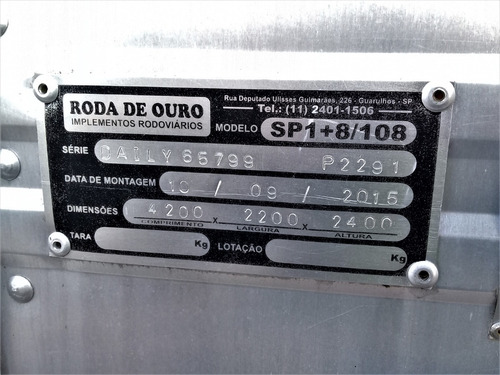 RODA DE OURO
IMPLEMENTOS RODOVIÁRIOS
Rua Deputado Ulisses Guimarães, 226 - Guarulhos - SP
Tel.: (11) 2401-1506
MODELO SP1+8/108
SÉRIE DAILY65799 P2291
DATA DE MONTAGEM 10 / 09 / 2015
DIMENSÕES 4200 x 2200 x 2400
COMPRIMENTO LARGURA ALTURA
TARA Kg LOTAÇÃO Kg